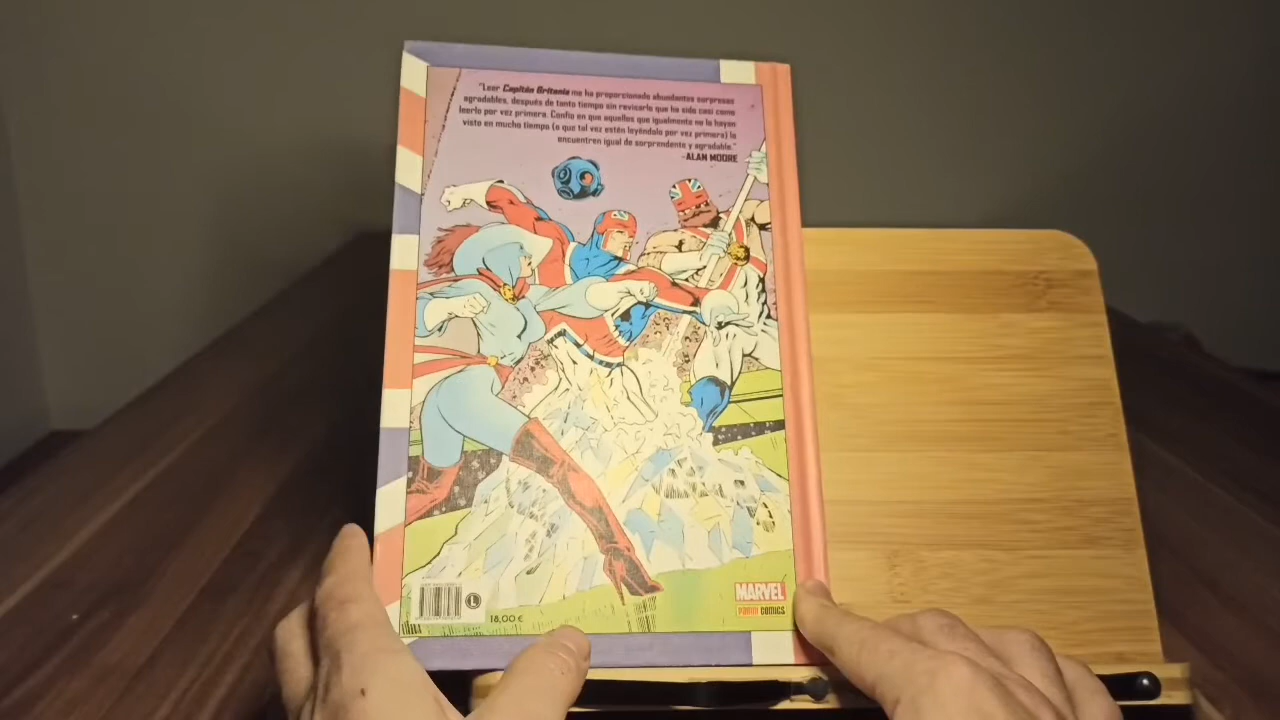 "Leer Capitán Britania me ha proporcionado abundantes sorpresas
agradables, después de tanto tiempo sin revisarlo que ha sido casi como
leerlo por vez primera. Confío en que aquellos que igualmente no lo hayan
visto en mucho tiempo (o que tal vez estén leyéndolo por vez primera) lo
encuentren igual de sorprendente y agradable."
-ALAN MOORE
L
18,00 €
MARVEL
PANINI COMICS